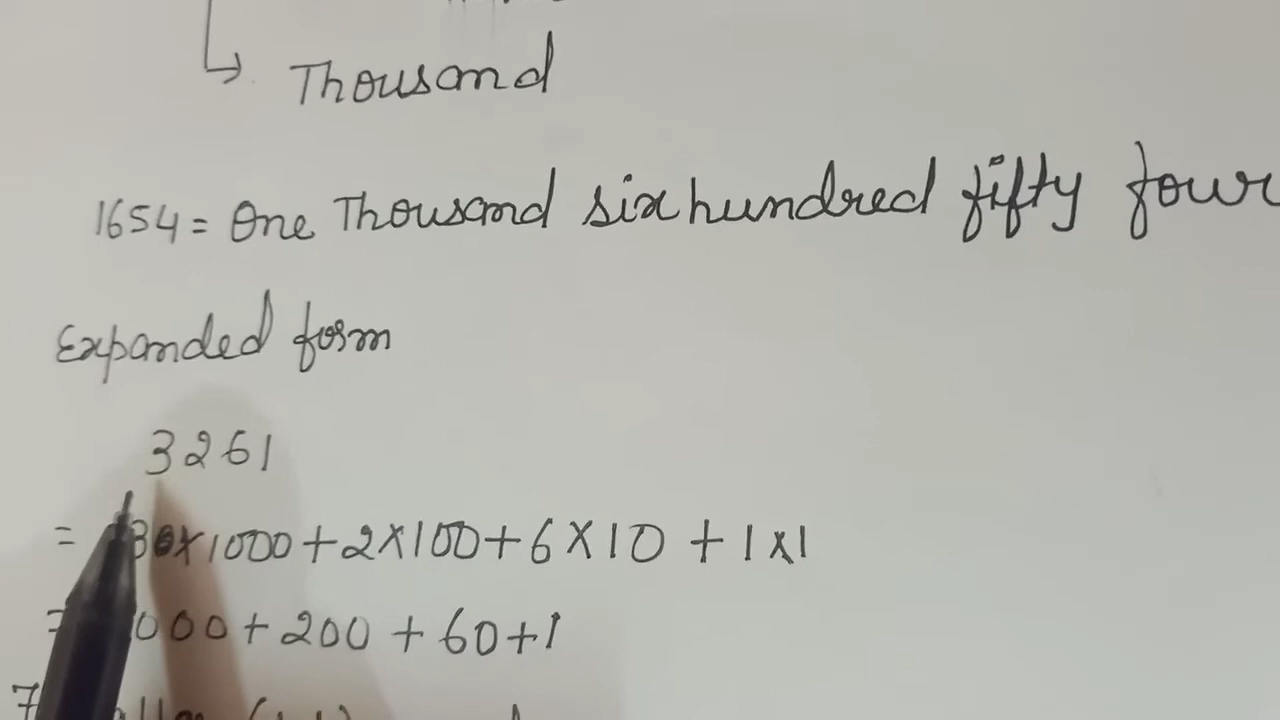 Thousand
1654 = One Thousand six hundred fifty four
Expanded form
3261
= 3×1000+2×100+6×10+1×1
000+200+60+1
7